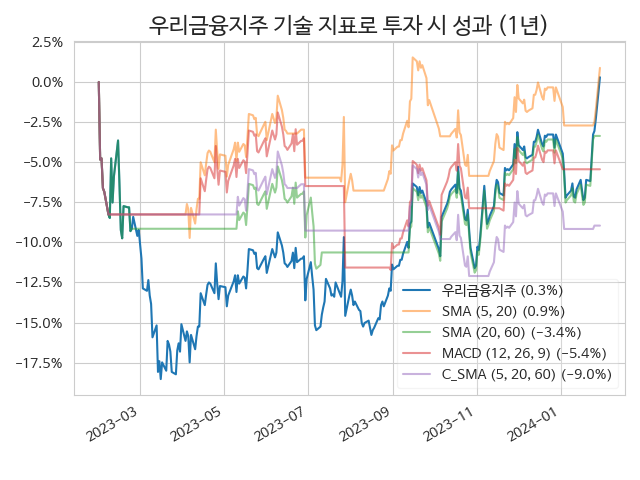 우리금융지주 기술 지표로 투자 시 성과 (1년)
2.5%
0.0%
−2.5%
−5.0%
−7.5%
−10.0%
−12.5%
−15.0%
−17.5%
우리금융지주 (0.3%)
SMA (5, 20) (0.9%)
SMA (20, 60) (−3.4%)
MACD (12, 26, 9) (−5.4%)
C_SMA (5, 20, 60) (−9.0%)
2023−03
2023−05
2023−07
2023−09
2023−11
2024−01